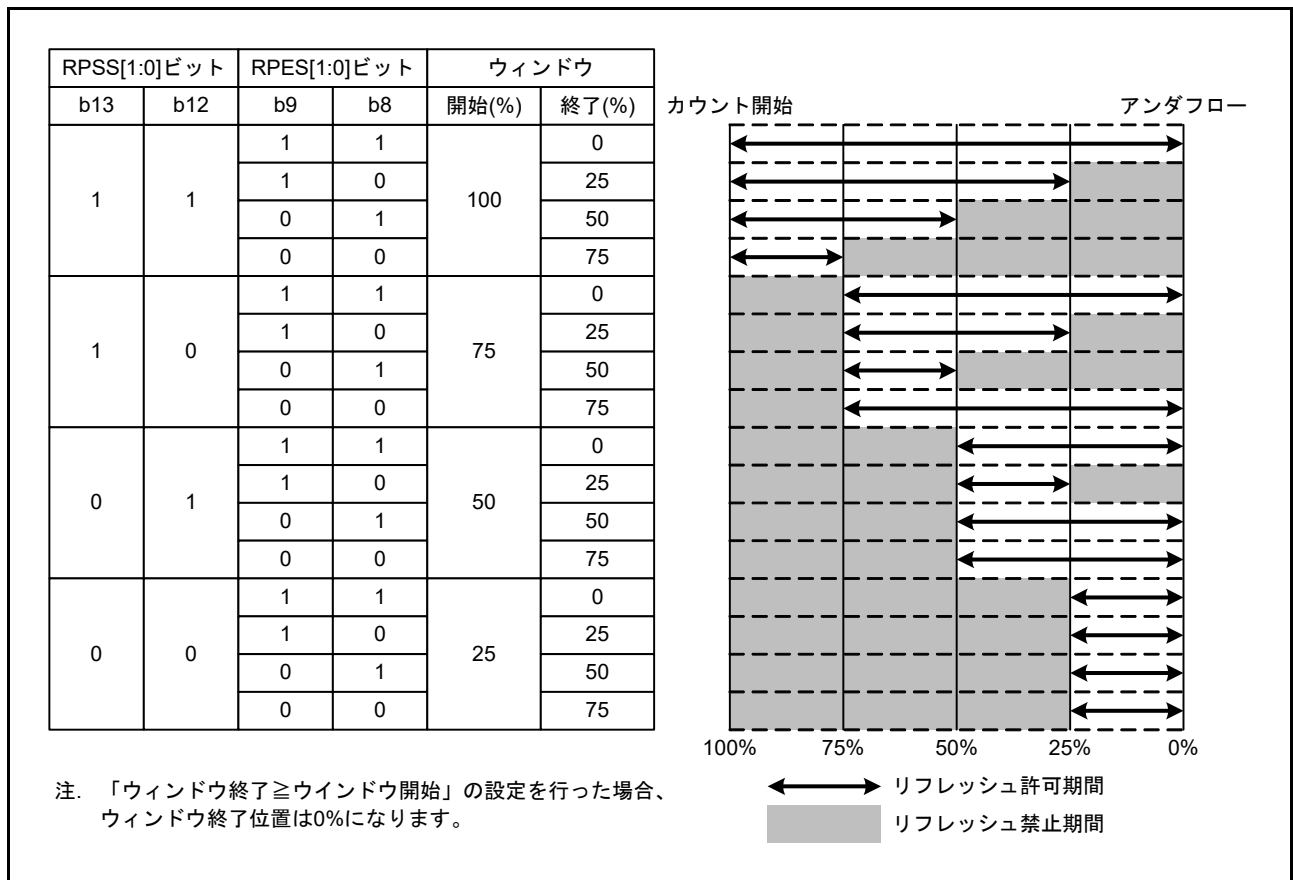 RPSS[1:0]ビット RPES[1:0]ビット ウィンドウ
b13 b12 b9 b8 開始(%) 終了(%) カウント開始 アンダフロー
1 1 0
1 0 25
1 1 100
0 1 50
0 0 75
1 1 0
1 0 25
1 0 75
0 1 50
0 0 75
1 1 0
1 0 25
0 1 50
0 1 50
0 0 75
1 1 0
1 0 25
0 0 25
0 1 50
0 0 75
100% 75% 50% 25% 0%
注. 「ウィンドウ終了≧ウインドウ開始」の設定を行った場合、
ウィンドウ終了位置は0%になります。
リフレッシュ許可期間
リフレッシュ禁止期間